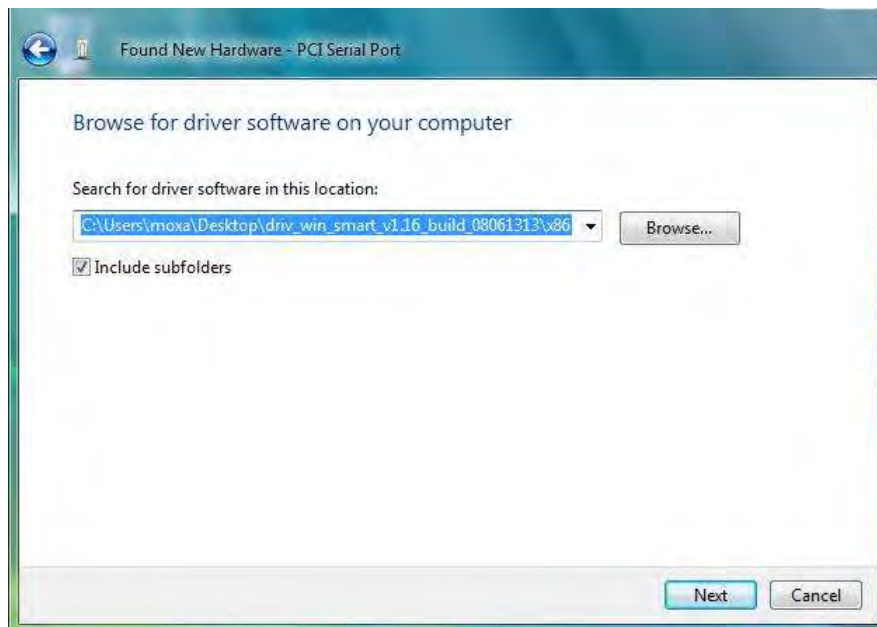 Found New Hardware - PCI Serial Port
Browse for driver software on your computer
Search for driver software in this location:
C:\Users\moxa\Desktop\driv_win_smart_v1.16_build_08061313\x86
Browse...
Include subfolders
Next Cancel